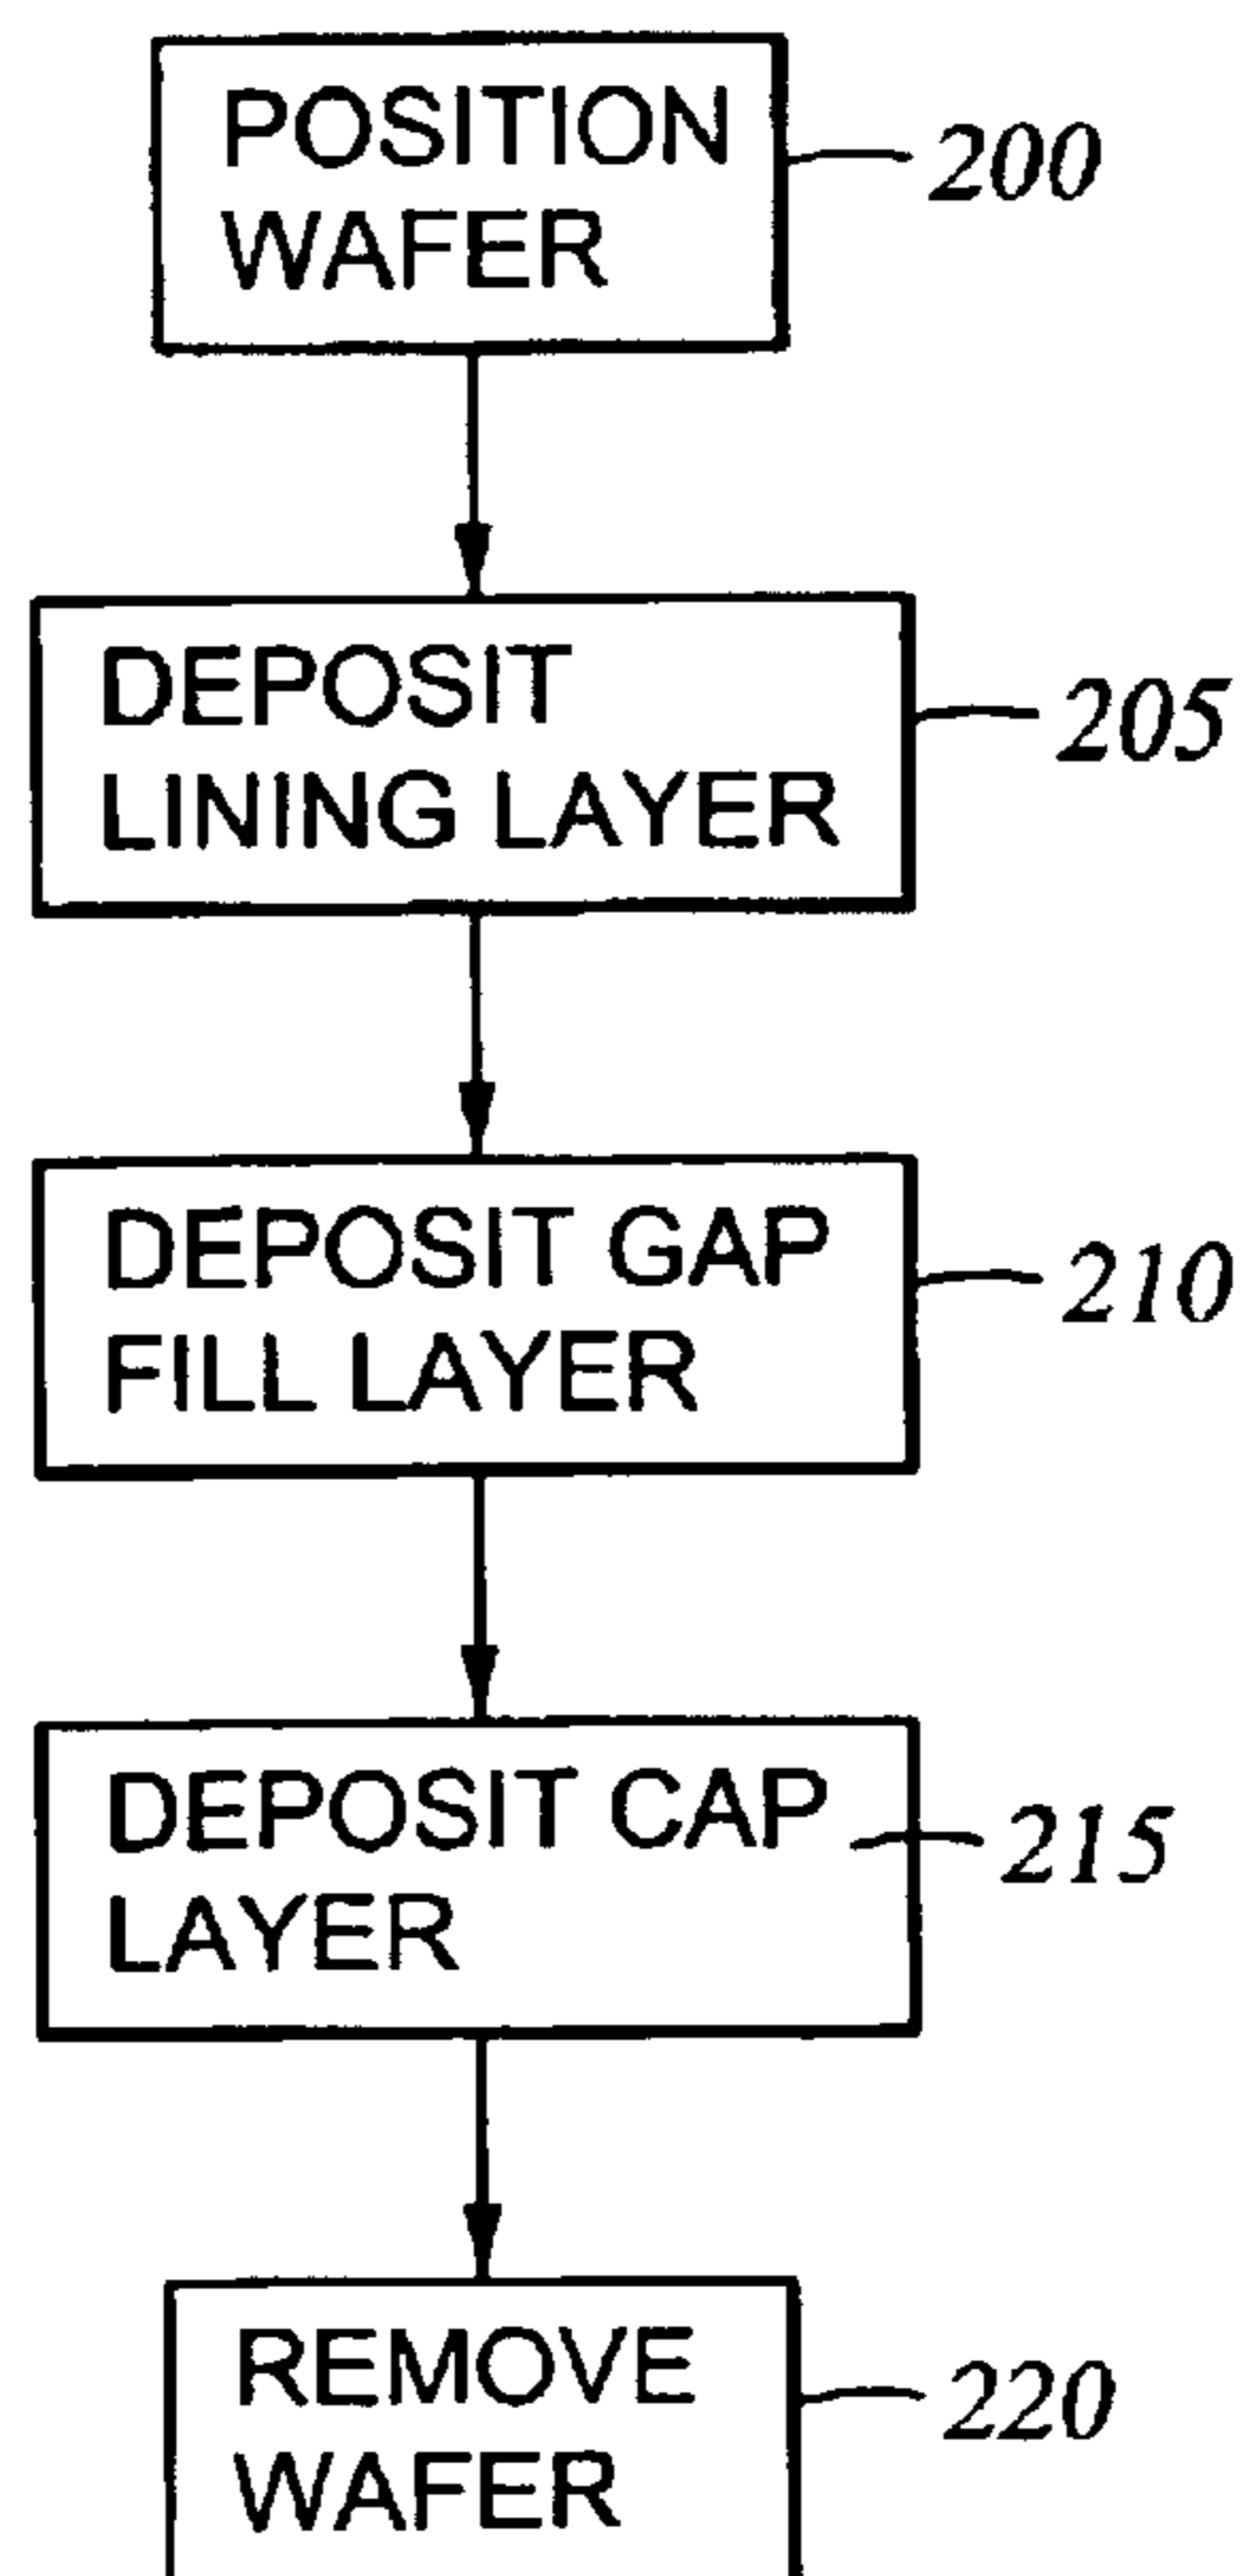 POSITION
WAFER
200
DEPOSIT
LINING LAYER
205
DEPOSIT GAP
FILL LAYER
210
DEPOSIT CAP
LAYER
215
REMOVE
WAFER
220